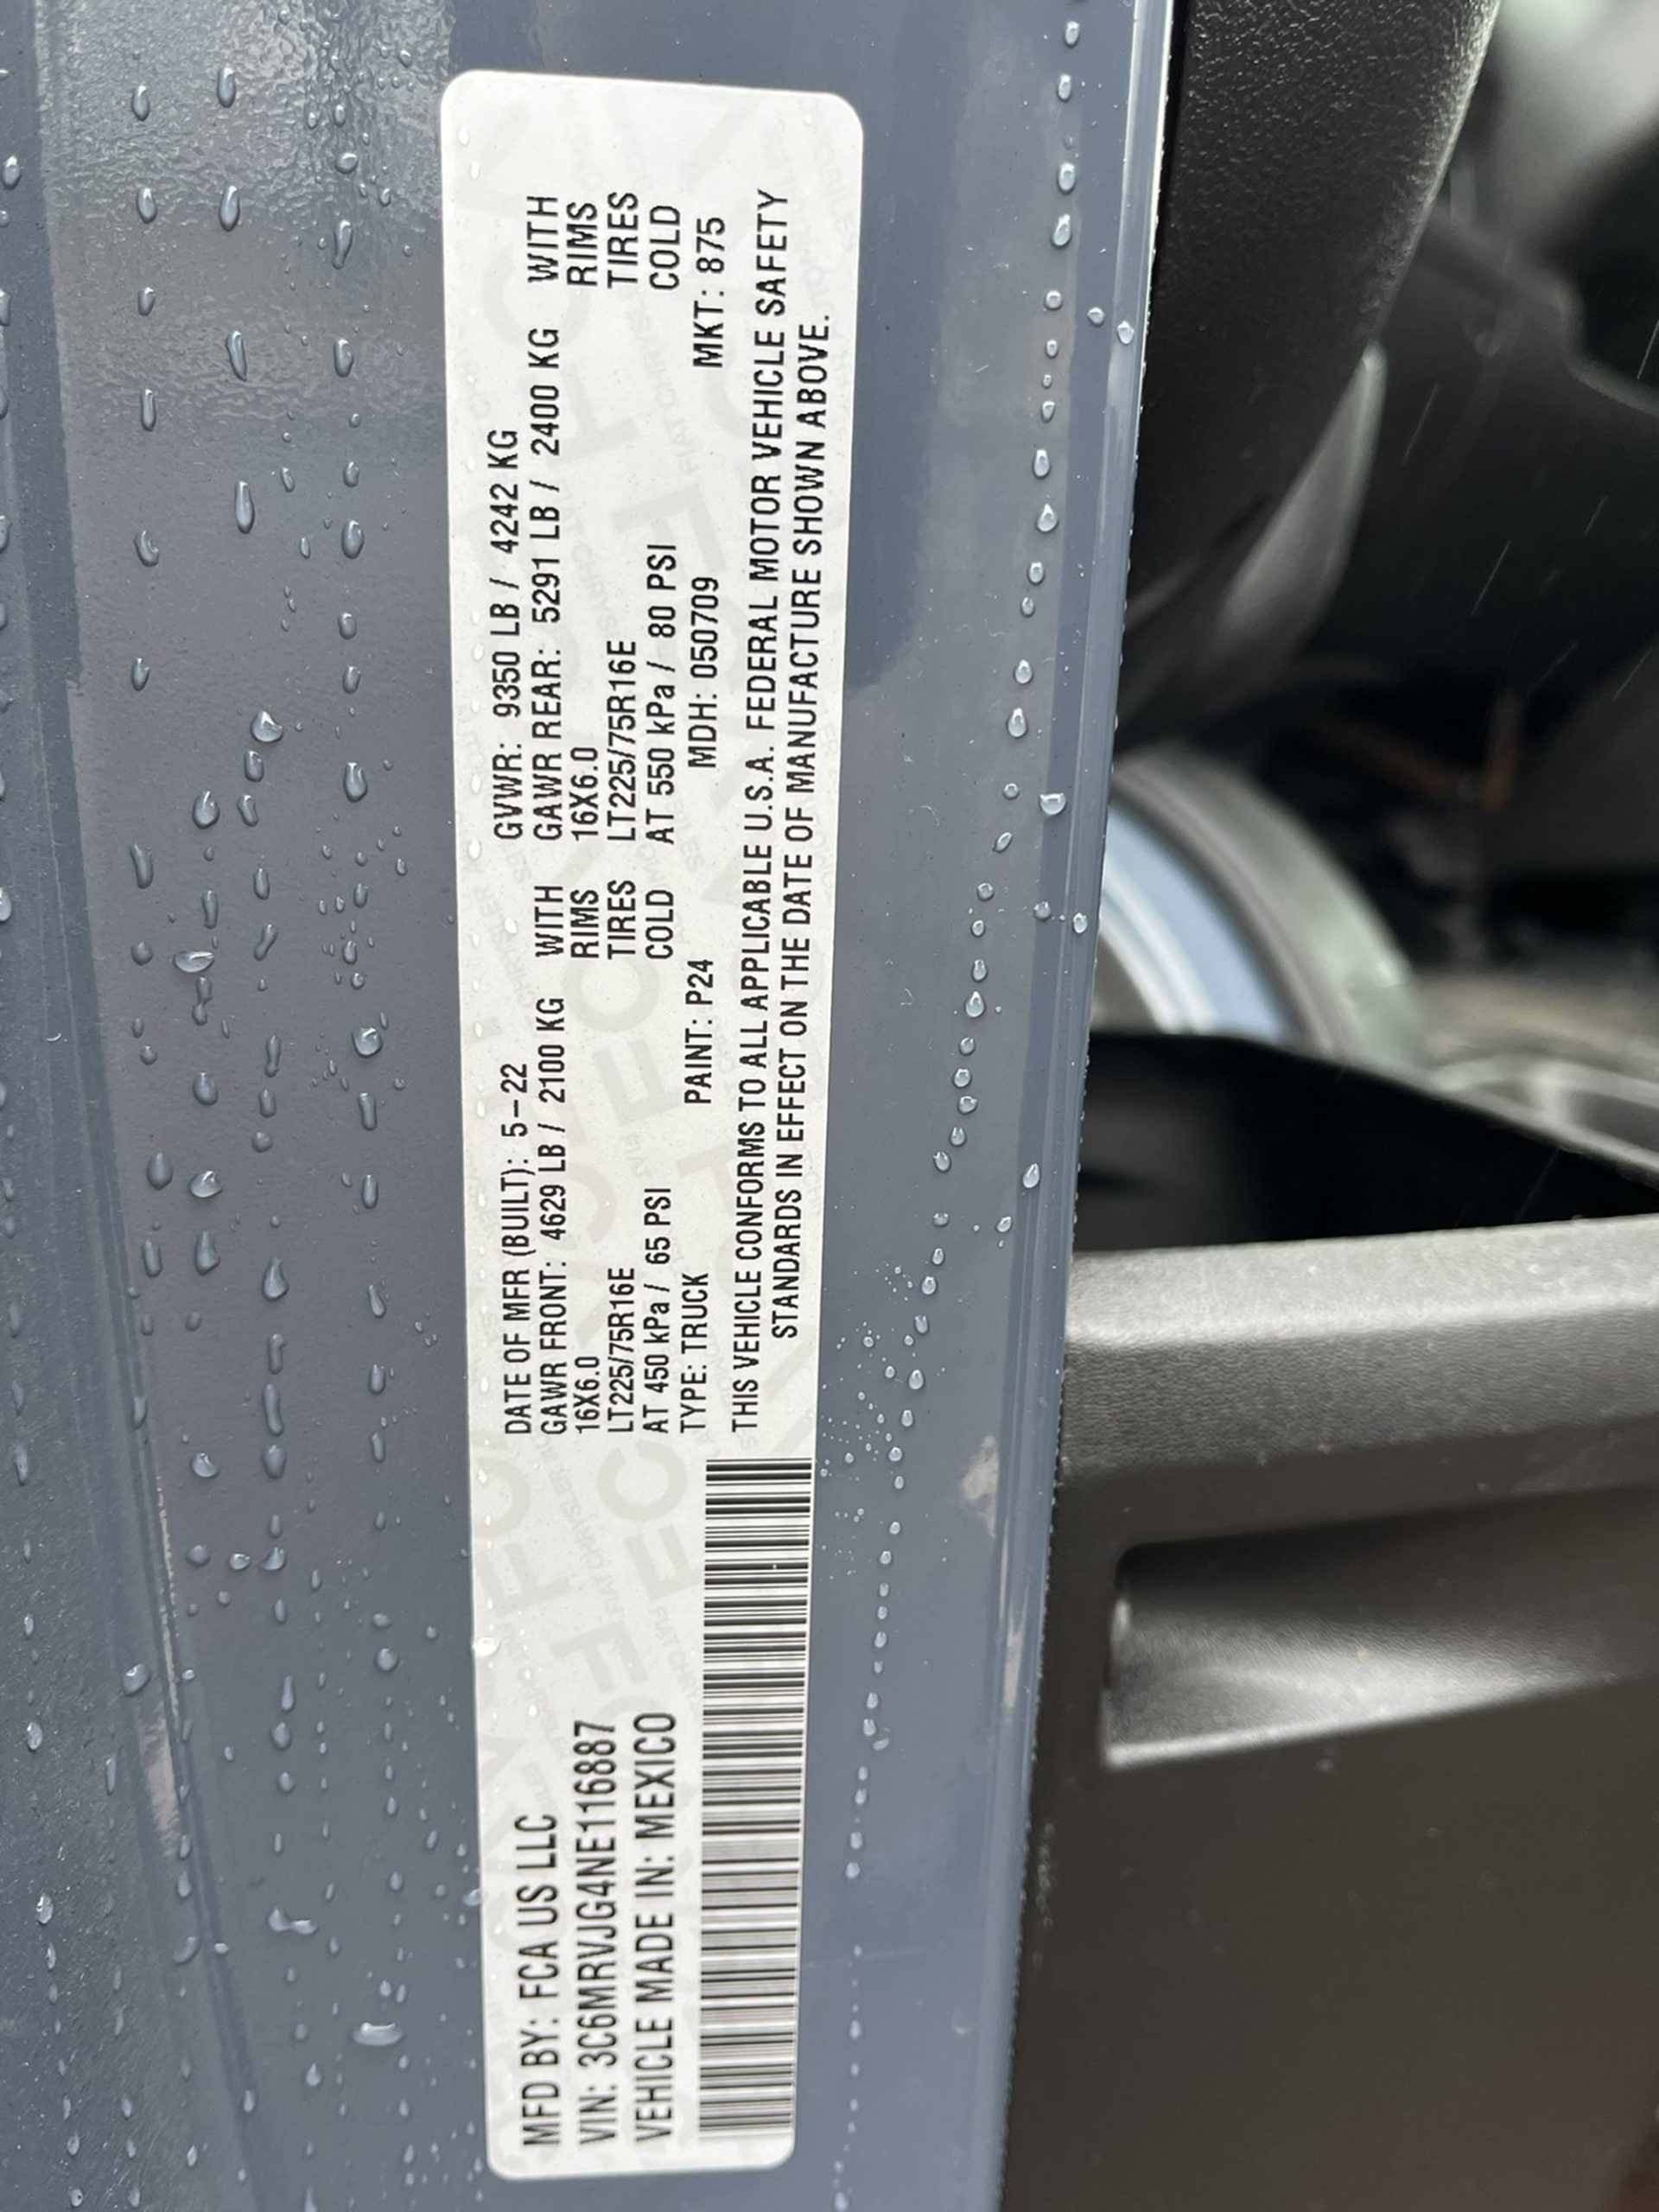 MFD BY: FCA US LLC
VIN: 3C6MRVJG4NE116887
VEHICLE MADE IN: MEXICO
DATE OF MFR (BUILT): 5-22 GVWR: 9350 LB / 4242 KG
GAWR FRONT: 4629 LB / 2100 KG WITH GAWR REAR: 5291 LB / 2400 KG WITH
16X6.0 RIMS 16X6.0 RIMS
LT225/75R16E TIRES LT225/75R16E TIRES
AT 450 kPa / 65 PSI COLD AT 550 kPa / 80 PSI COLD
TYPE: TRUCK PAINT: P24 MDH: 050709 MKT: 875
THIS VEHICLE CONFORMS TO ALL APPLICABLE U.S.A. FEDERAL MOTOR VEHICLE SAFETY
STANDARDS IN EFFECT ON THE DATE OF MANUFACTURE SHOWN ABOVE.